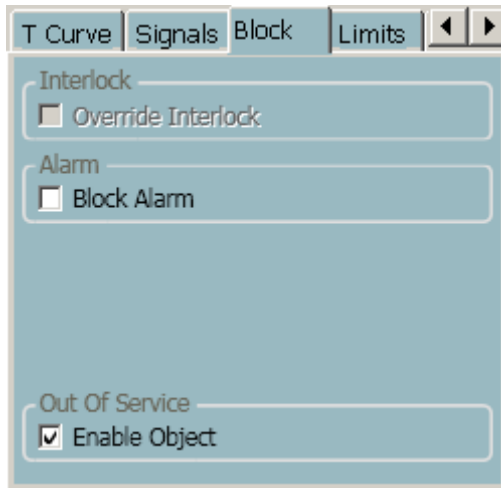 T Curve Signals Block Limits
Interlock
Override Interlock
Alarm
Block Alarm
Out Of Service
Enable Object